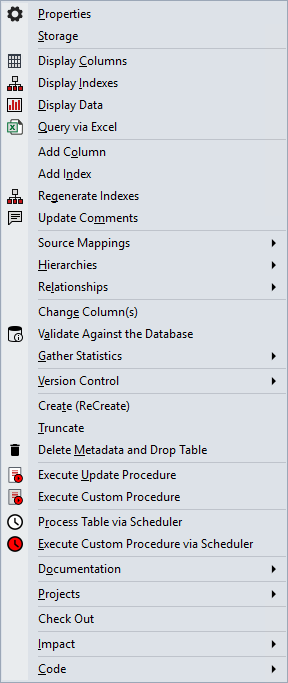 Properties
Storage
Display Columns
Display Indexes
Display Data
Query via Excel
Add Column
Add Index
Regenerate Indexes
Update Comments
Source Mappings
Hierarchies
Relationships
Change Column(s)
Validate Against the Database
Gather Statistics
Version Control
Create (ReCreate)
Truncate
Delete Metadata and Drop Table
Execute Update Procedure
Execute Custom Procedure
Process Table via Scheduler
Execute Custom Procedure via Scheduler
Documentation
Projects
Check Out
Impact
Code